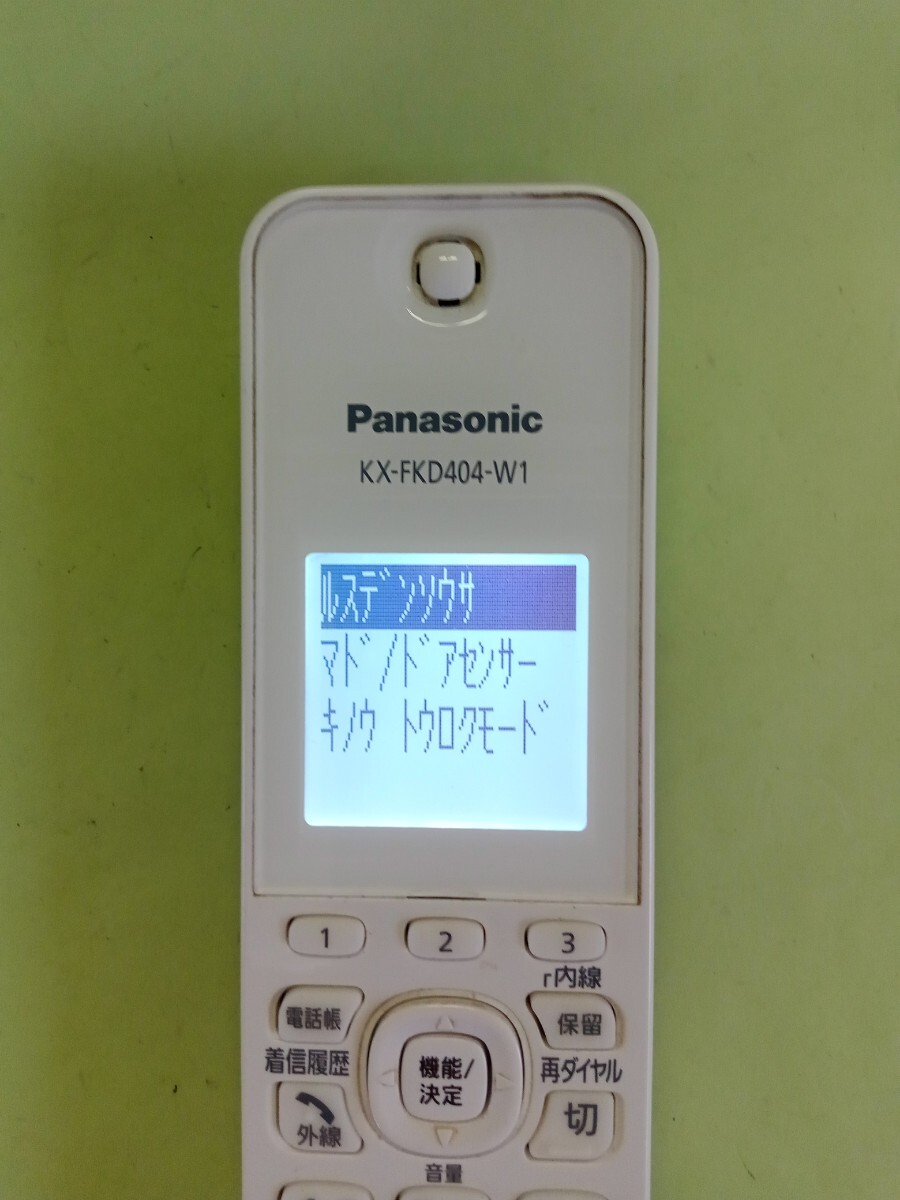 Panasonic
KX-FKD404-W1
ルスデンソウサ
マド/ドアセンサー
キノウ トウロクモード
1
2
3
r内線
電話帳
保留
着信履歴
機能/
決定
再ダイヤル
外線
切
音量